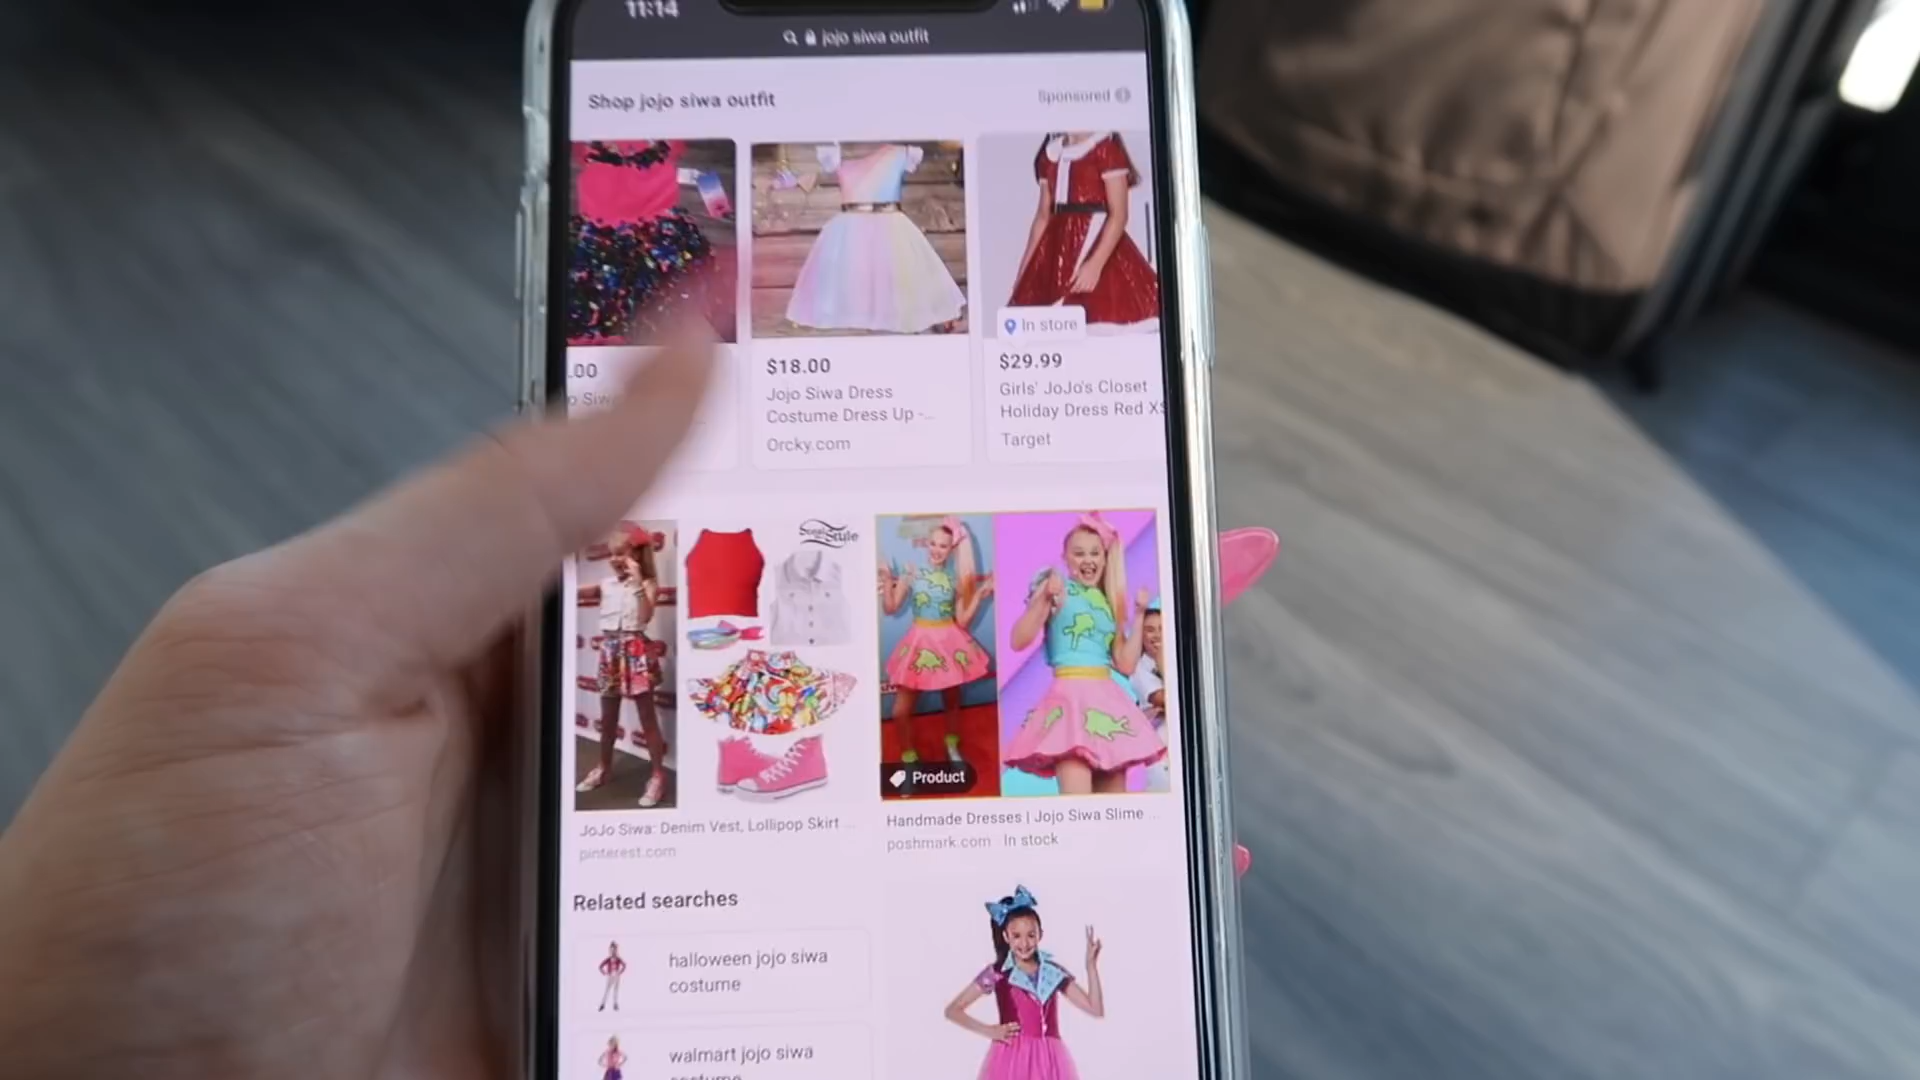 11:14
jojo siwa outfit
Shop jojo siwa outfit
Sponsored
In store
.00
$18.00
Jojo Siwa Dress
Costume Dress Up -...
Orcky.com
$29.99
Girls' JoJo's Closet
Holiday Dress Red XS
Target
Product
JoJo Siwa: Denim Vest, Lollipop Skirt ...
pinterest.com
Handmade Dresses | Jojo Siwa Slime ...
poshmark.com In stock
Related searches
halloween jojo siwa
costume
walmart jojo siwa
costume